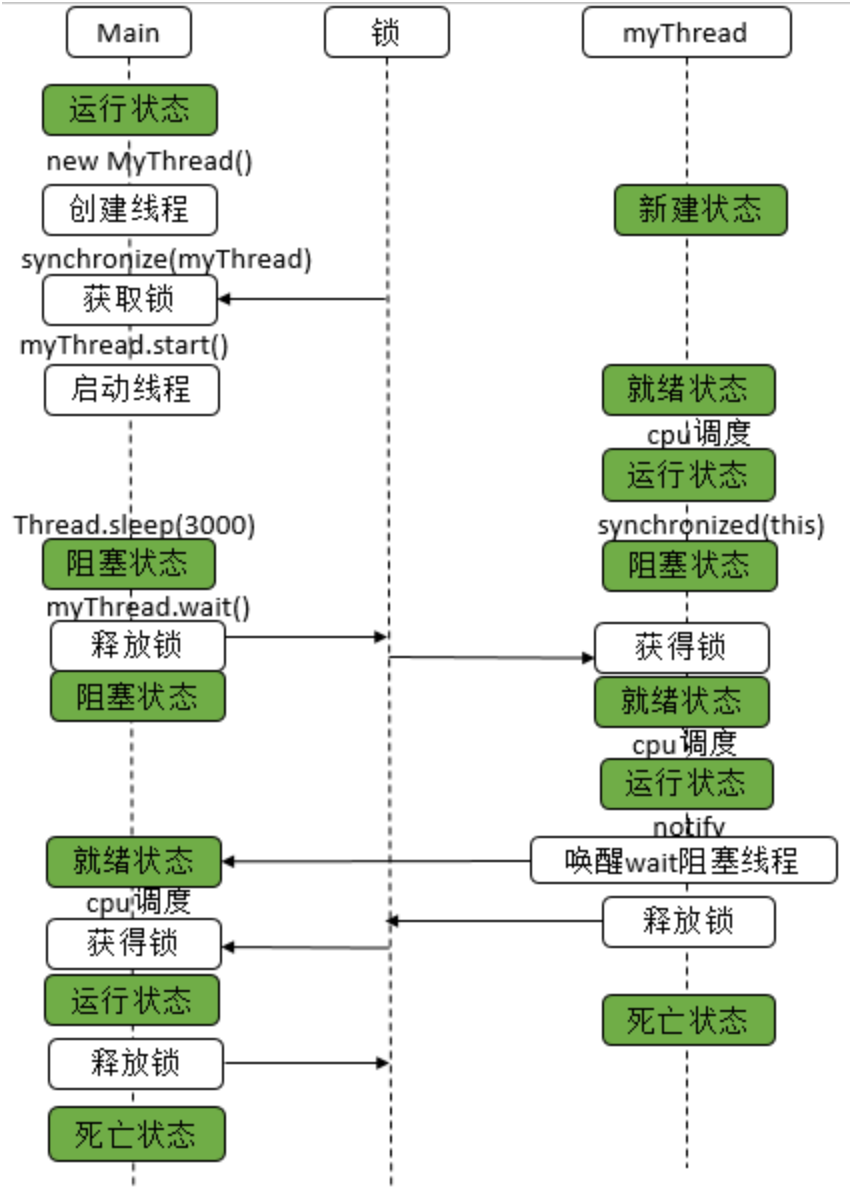 Main
锁
myThread
运行状态
new MyThread()
创建线程
新建状态
synchronize(myThread)
获取锁
myThread.start()
启动线程
就绪状态
cpu调度
运行状态
Thread.sleep(3000)
synchronized(this)
阻塞状态
阻塞状态
myThread.wait()
释放锁
获得锁
阻塞状态
就绪状态
cpu调度
运行状态
notify
就绪状态
唤醒wait阻塞线程
cpu调度
释放锁
获得锁
运行状态
死亡状态
释放锁
死亡状态